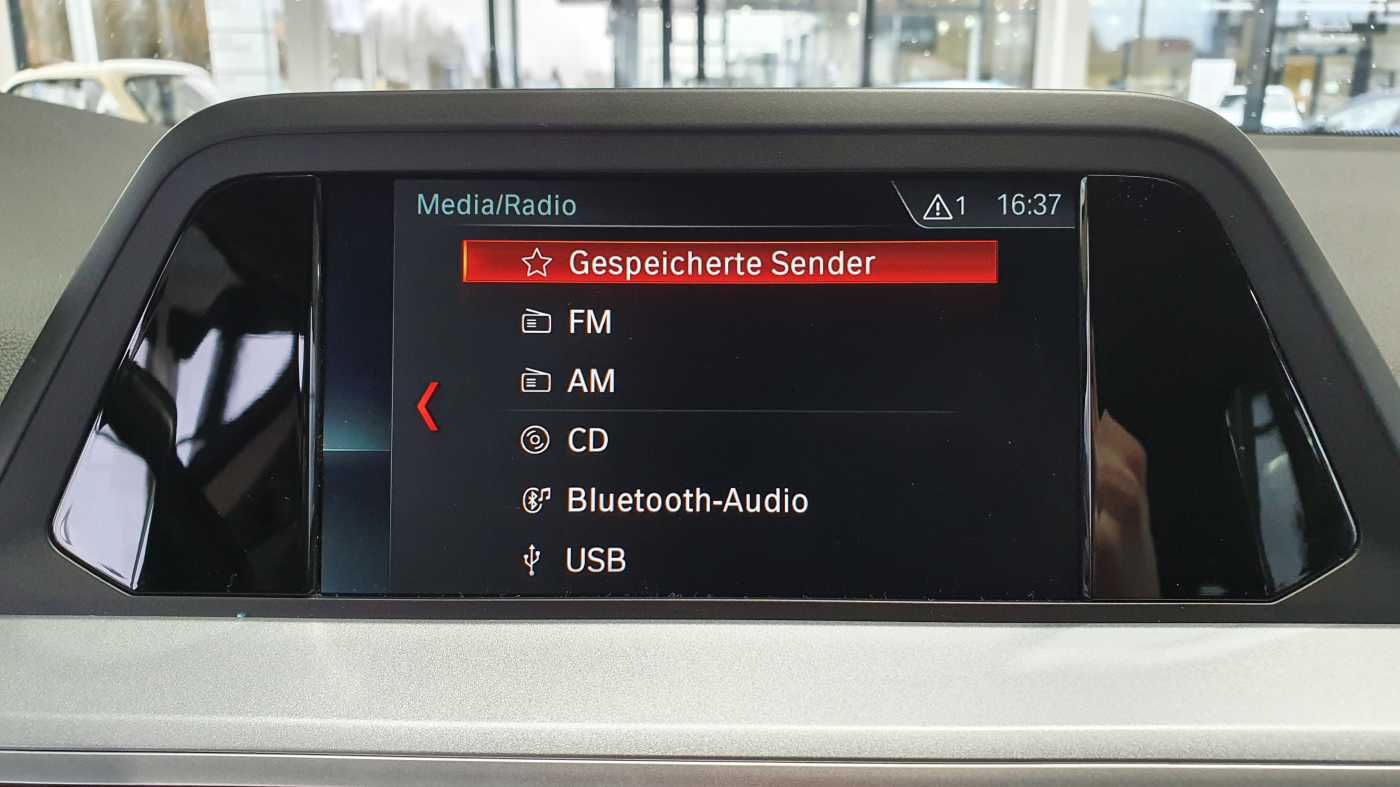 Media/Radio
1 16:37
Gespeicherte Sender
FM
AM
CD
Bluetooth-Audio
USB